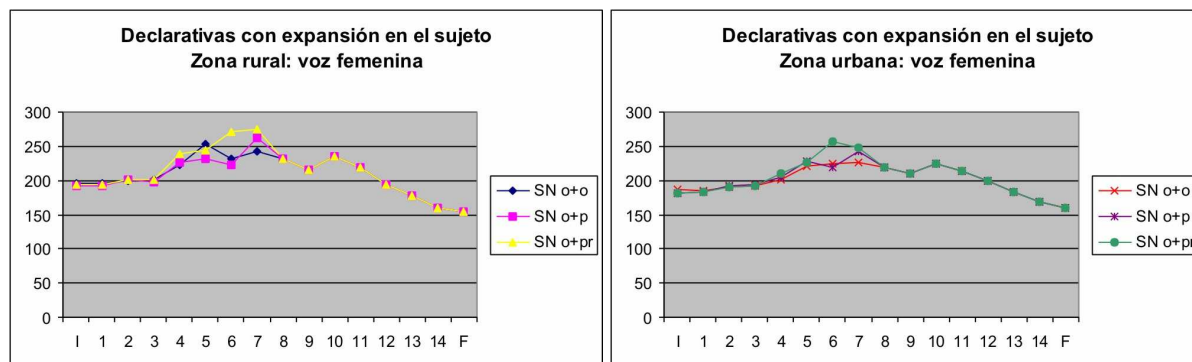 Declarativas con expansión en el sujeto
Zona rural: voz femenina
300
250
200
150
100
50
0
I 1 2 3 4 5 6 7 8 9 10 11 12 13 14 F
SN o+o
SN o+p
SN o+pr
Declarativas con expansión en el sujeto
Zona urbana: voz femenina
300
250
200
150
100
50
0
I 1 2 3 4 5 6 7 8 9 10 11 12 13 14 F
SN o+o
SN o+p
SN o+pr